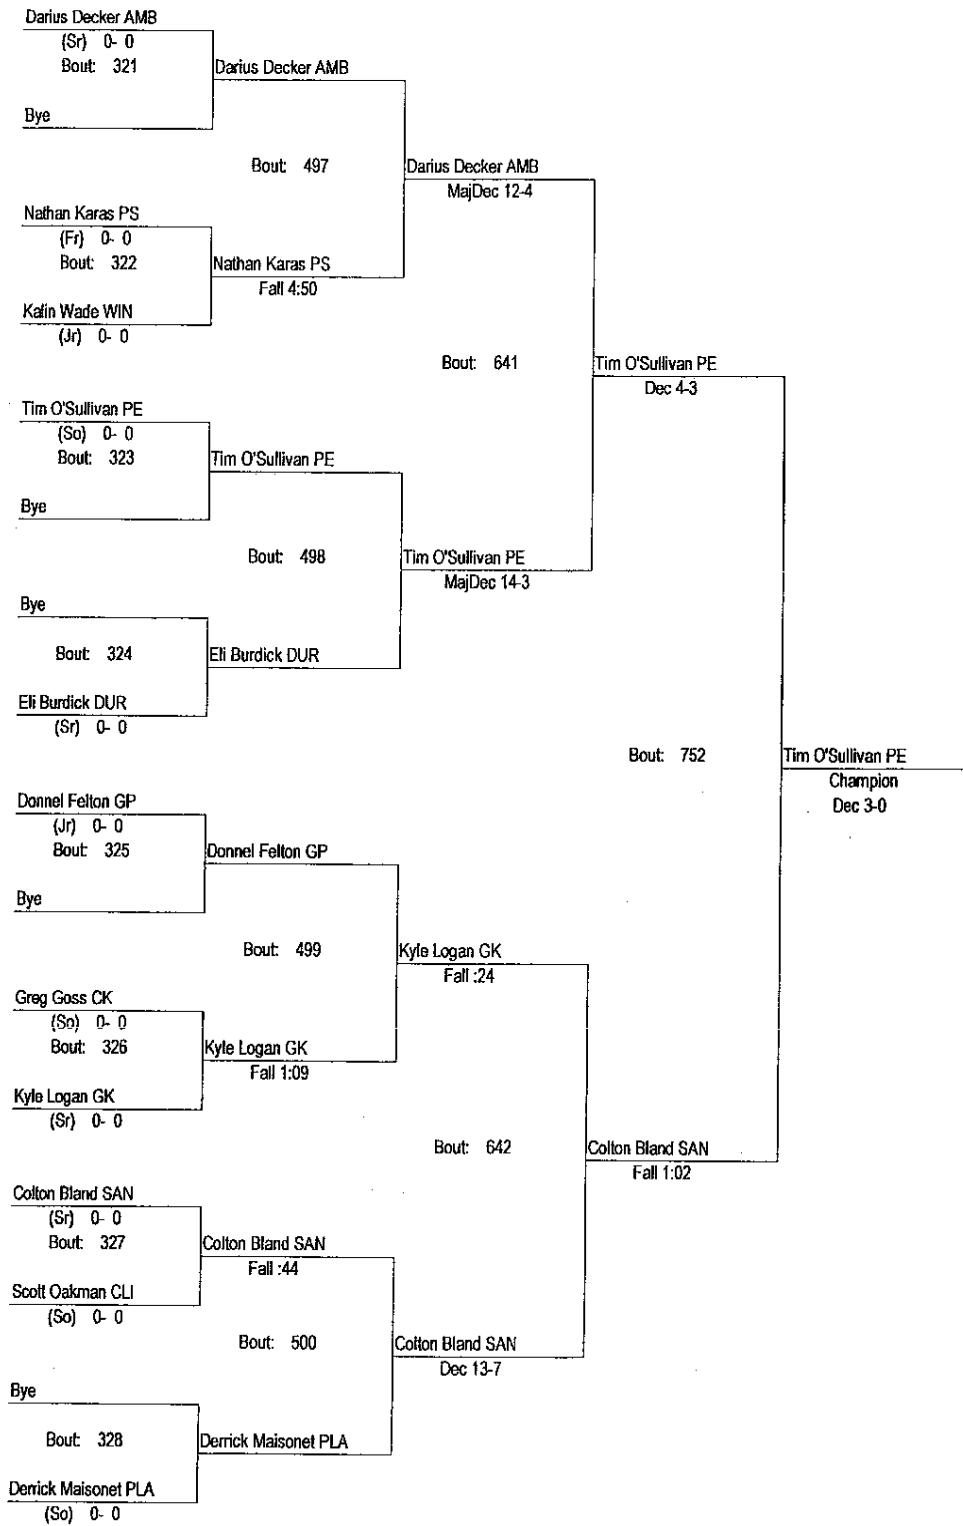 Darius Decker AMB
(Sr) 0- 0
Bout: 321
Darius Decker AMB
Bye
Bout: 497
Darius Decker AMB
MajDec 12-4
Nathan Karas PS
(Fr) 0- 0
Bout: 322
Nathan Karas PS
Fall 4:50
Kalin Wade WIN
(Jr) 0- 0
Bout: 641
Tim O'Sullivan PE
Dec 4-3
Tim O'Sullivan PE
(So) 0- 0
Bout: 323
Tim O'Sullivan PE
Bye
Bout: 498
Tim O'Sullivan PE
MajDec 14-3
Bye
Bout: 324
Eli Burdick DUR
Eli Burdick DUR
(Sr) 0- 0
Bout: 752
Tim O'Sullivan PE
Champion
Dec 3-0
Donnel Felton GP
(Jr) 0- 0
Bout: 325
Donnel Felton GP
Bye
Bout: 499
Kyle Logan GK
Fall :24
Greg Goss CK
(So) 0- 0
Bout: 326
Kyle Logan GK
Fall 1:09
Kyle Logan GK
(Sr) 0- 0
Bout: 642
Colton Bland SAN
Fall 1:02
Colton Bland SAN
(Sr) 0- 0
Bout: 327
Colton Bland SAN
Fall :44
Scott Oakman CLI
(So) 0- 0
Bout: 500
Colton Bland SAN
Dec 13-7
Bye
Bout: 328
Derrick Maisonet PLA
Derrick Maisonet PLA
(So) 0- 0